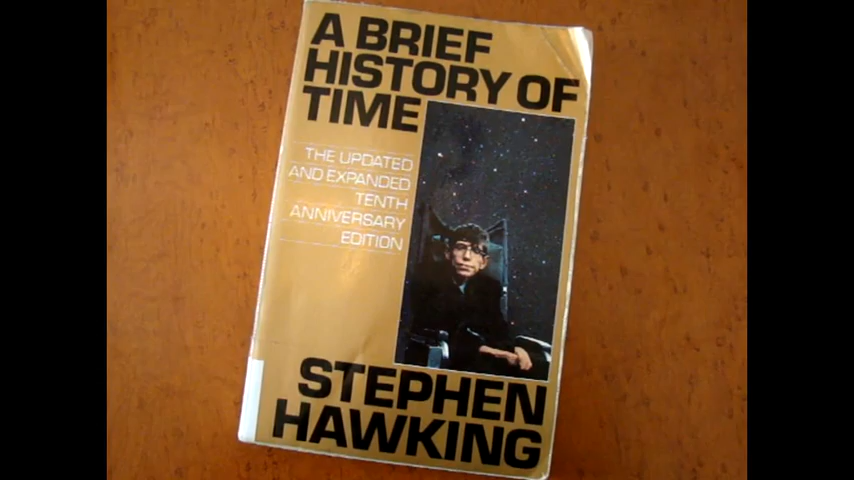 A BRIEF
HISTORY OF
TIME
THE UPDATED
AND EXPANDED
TENTH
ANNIVERSARY
EDITION
STEPHEN
HAWKING